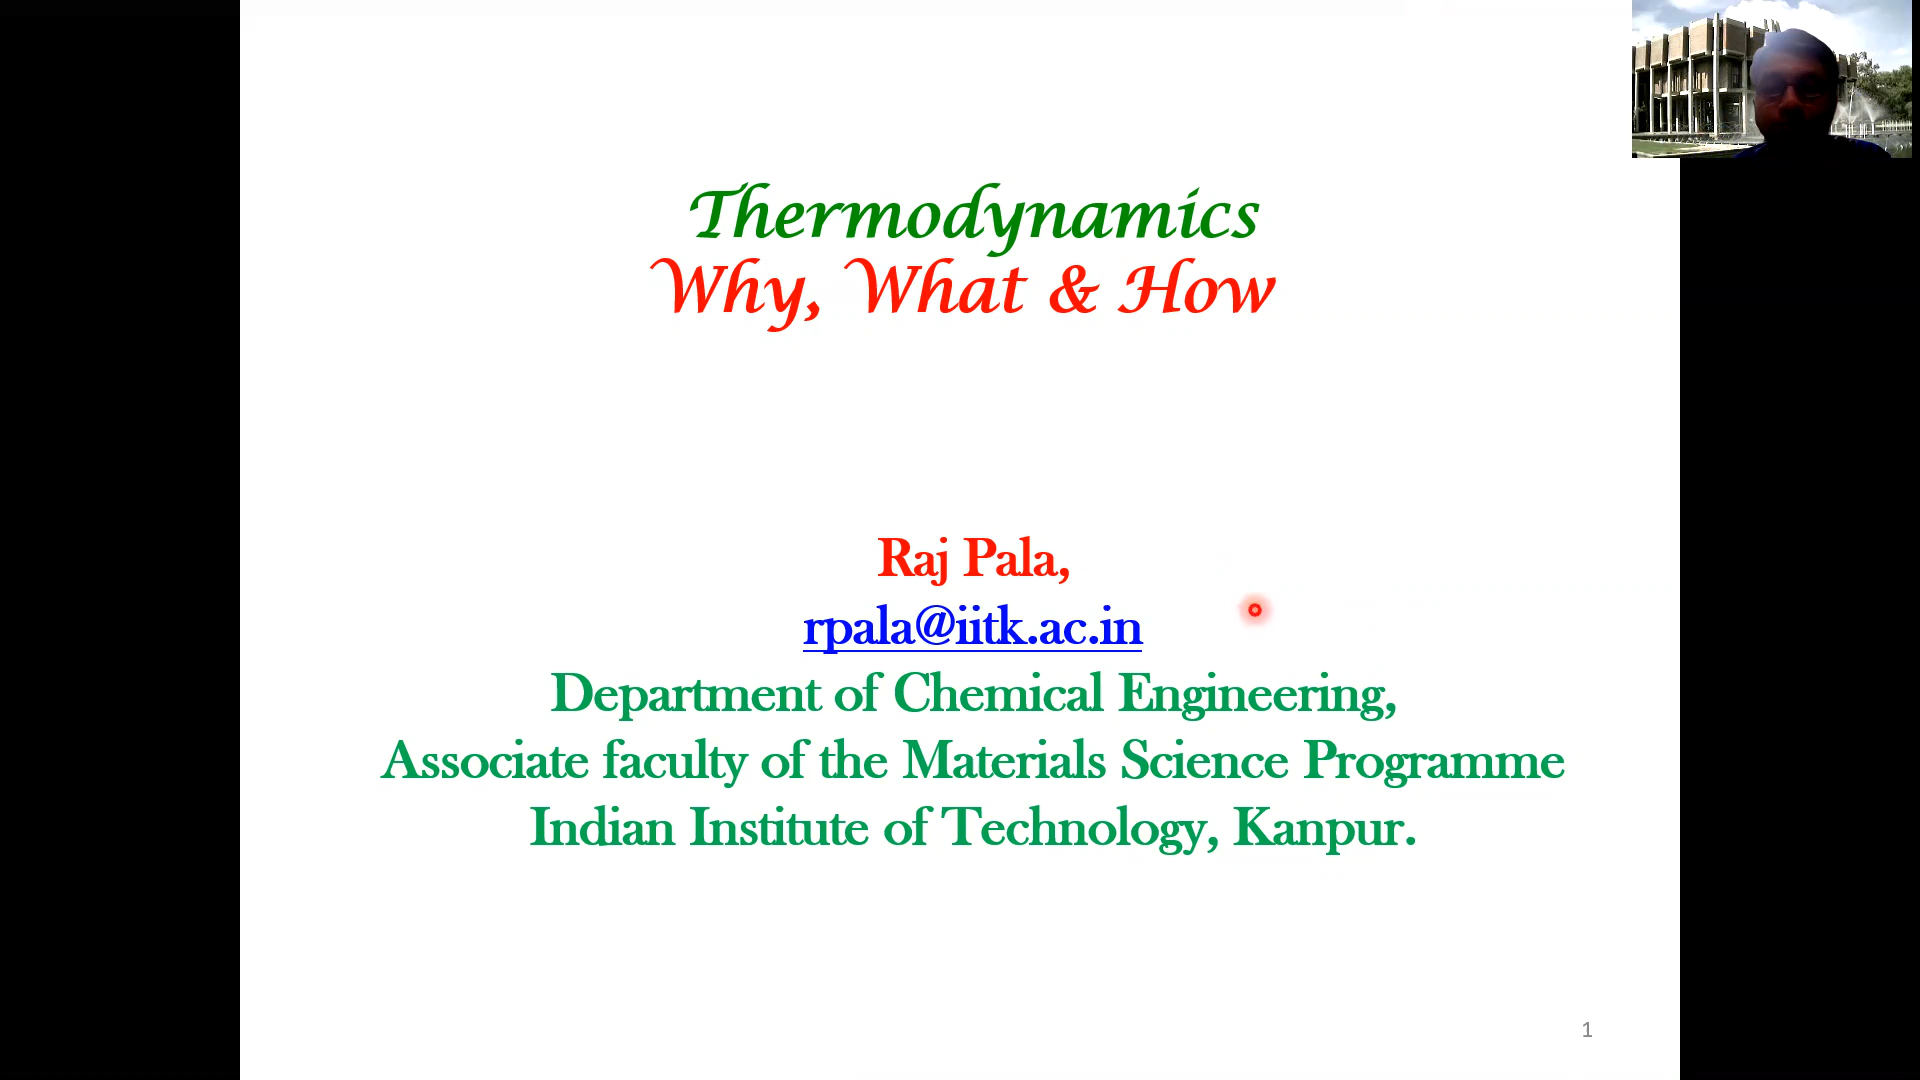 Thermodynamics
Why, What & How
Raj Pala,
rpala@iitk.ac.in
Department of Chemical Engineering,
Associate faculty of the Materials Science Programme
Indian Institute of Technology, Kanpur.
1